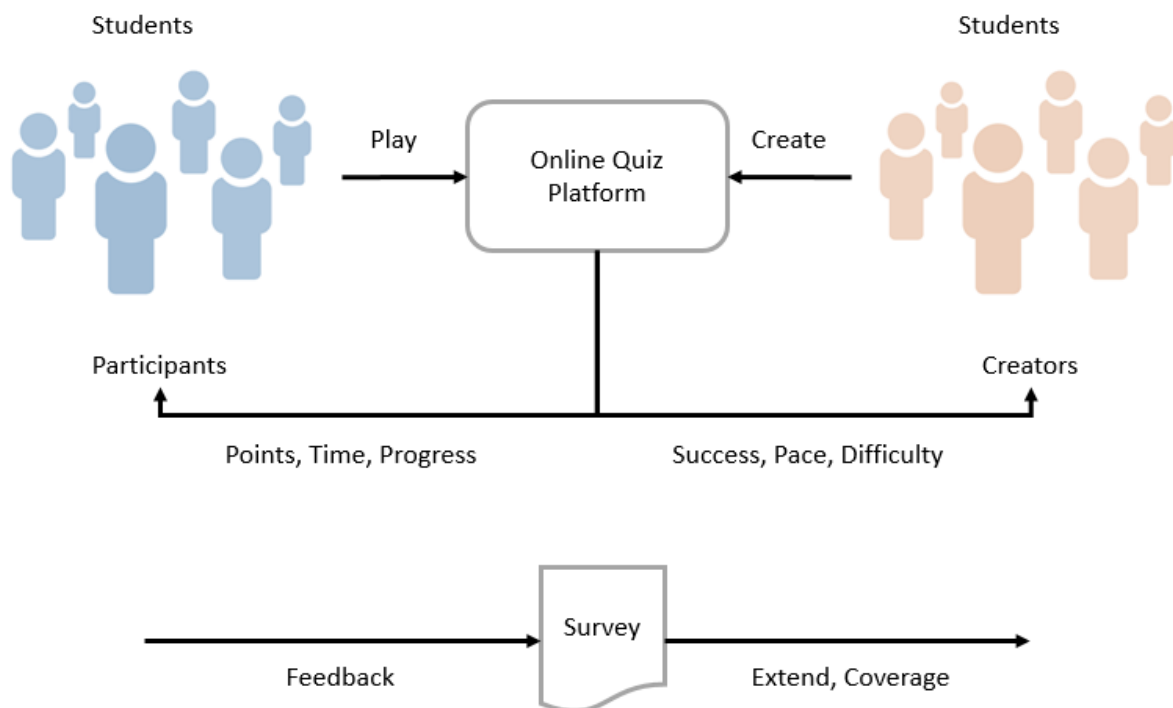 Students
Students
Play
Online Quiz
Platform
Create
Participants
Creators
Points, Time, Progress
Success, Pace, Difficulty
Survey
Feedback
Extend, Coverage